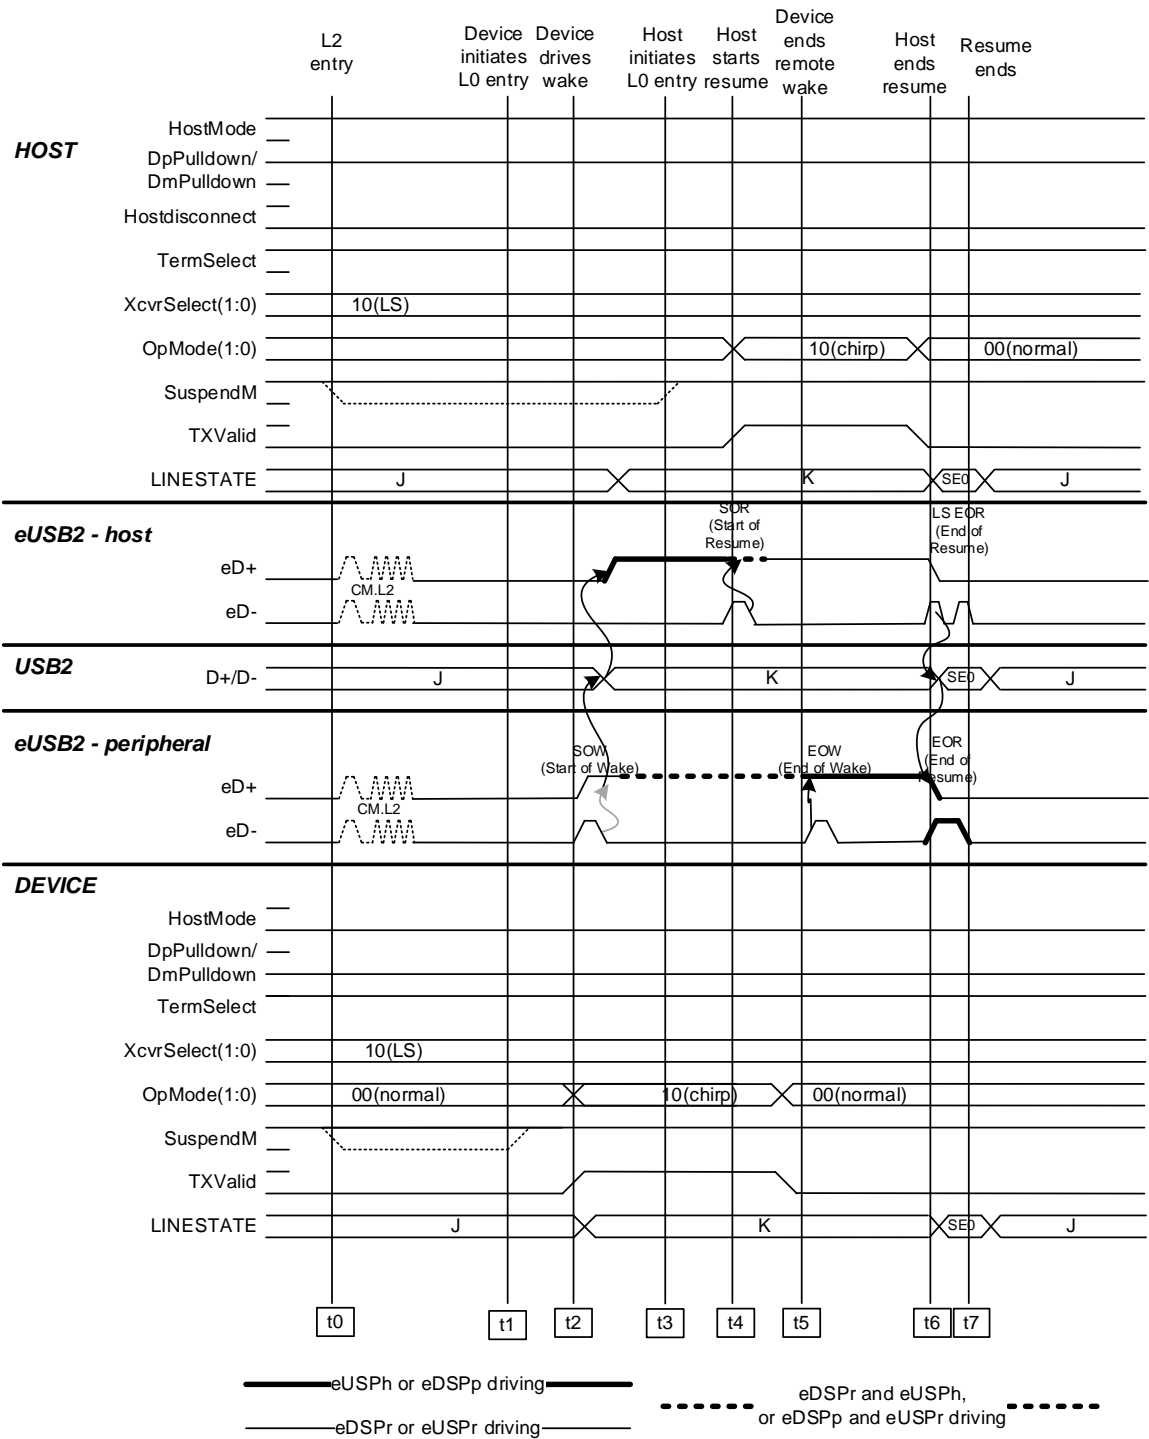 L2
entry
Device
initiates
L0 entry
Device
drives
wake
Host
initiates
L0 entry
Host
starts
resume
Device
ends
remote
wake
Host
ends
resume
Resume
ends
HOST
HostMode
DpPulldown/
DmPulldown
Hostdisconnect
TermSelect
XcvrSelect(1:0)
10(LS)
OpMode(1:0)
10(chirp)
00(normal)
SuspendM
TXValid
LINESTATE
J
K
SE0
J
eUSB2 - host
SOR
(Start of
Resume)
LS EOR
(End of
Resume)
eD+
CM.L2
eD-
USB2
D+/D-
J
K
SE0
J
eUSB2 - peripheral
SOW
(Start of Wake)
EOW
(End of Wake)
EOR
(End of
Resume)
eD+
CM.L2
eD-
DEVICE
HostMode
DpPulldown/
DmPulldown
TermSelect
XcvrSelect(1:0)
10(LS)
OpMode(1:0)
00(normal)
10(chirp)
00(normal)
SuspendM
TXValid
LINESTATE
J
K
SE0
J
t0
t1
t2
t3
t4
t5
t6
t7
eUSPh or eDSPp driving
eDSPr or eUSPr driving
eDSPr and eUSPh,
or eDSPp and eUSPr driving